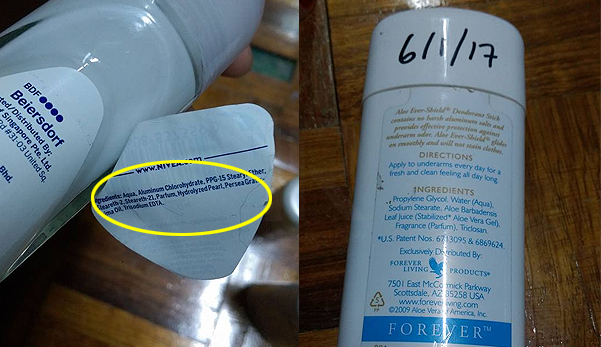 BDF
Beiersdorf
ted/Distributed By:
Singapore Pte. Ltd
#31-03 United Sq.
Bhd.
www.NIVEA.com
ngredients: Aqua, Aluminum Chlorohydrate, PPG-15 Stearyl Ether,
Steareth-2, Steareth-21, Parfum, Hydrolyzed Pearl, Persea Gra
Oil, Trisodium EDTA.
6/1/17
Aloe Ever-Shield® Deodorant Stick
contains no harsh aluminum salts and
provides effective protection against
underarm odor. Aloe Ever-Shield® glides
on smoothly and will not stain clothes.
DIRECTIONS
Apply to underarms every day for a
fresh and clean feeling all day long.
INGREDIENTS
Propylene Glycol, Water (Aqua),
Sodium Stearate, Aloe Barbadensis
Leaf Juice (Stabilized* Aloe Vera Gel),
Fragrance (Parfum), Triclosan.
*U.S. Patent Nos. 6783095 & 6869624.
Exclusively Distributed By:
FOREVER
LIVING PRODUCTS®
7501 East McCormick Parkway
Scottsdale, AZ 85258 USA
www.foreverliving.com
©2009 Aloe Vera of America, Inc.
FOREVER™